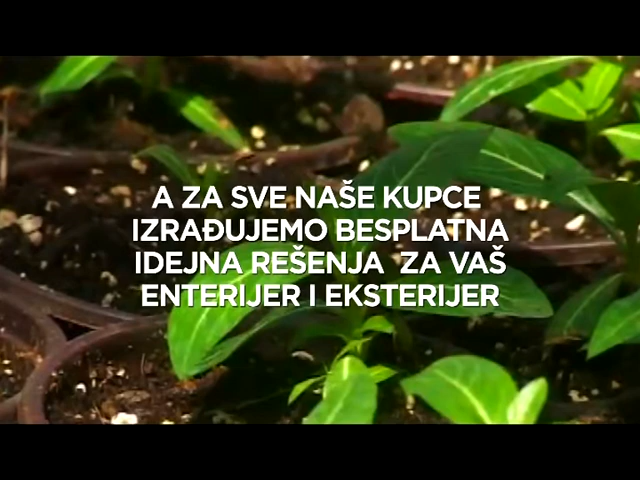 A ZA SVE NAŠE KUPCE
IZRAĐUJEMO BESPLATNA
IDEJNA REŠENJA ZA VAŠ
ENTERIJER I EKSTERIJER